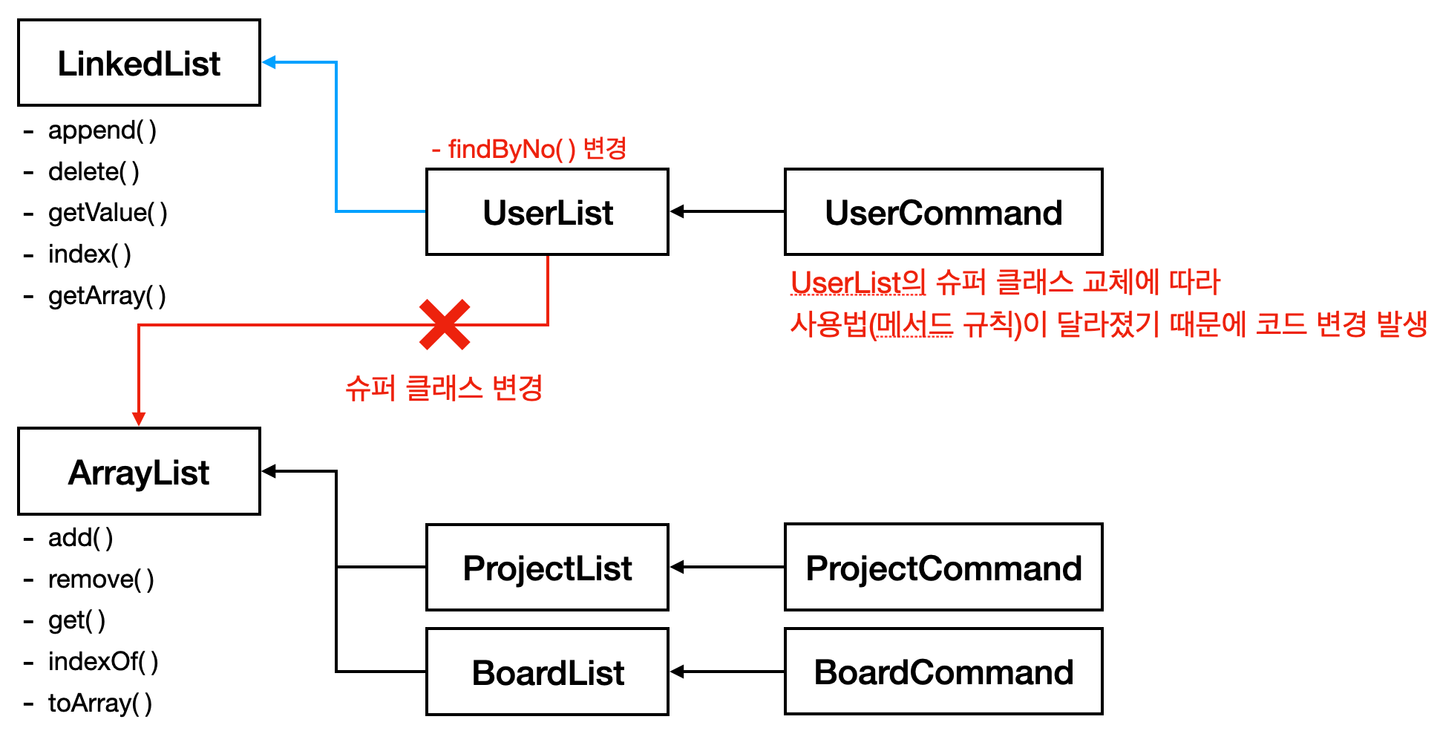 LinkedList
- append( )
- delete( )
- getValue( )
- index( )
- getArray( )
- findByNo( ) 변경
UserList
UserCommand
UserList의 슈퍼 클래스 교체에 따라
사용법(메서드 규칙)이 달라졌기 때문에 코드 변경 발생
슈퍼 클래스 변경
ArrayList
- add( )
- remove( )
- get( )
- indexOf( )
- toArray( )
ProjectList
ProjectCommand
BoardList
BoardCommand